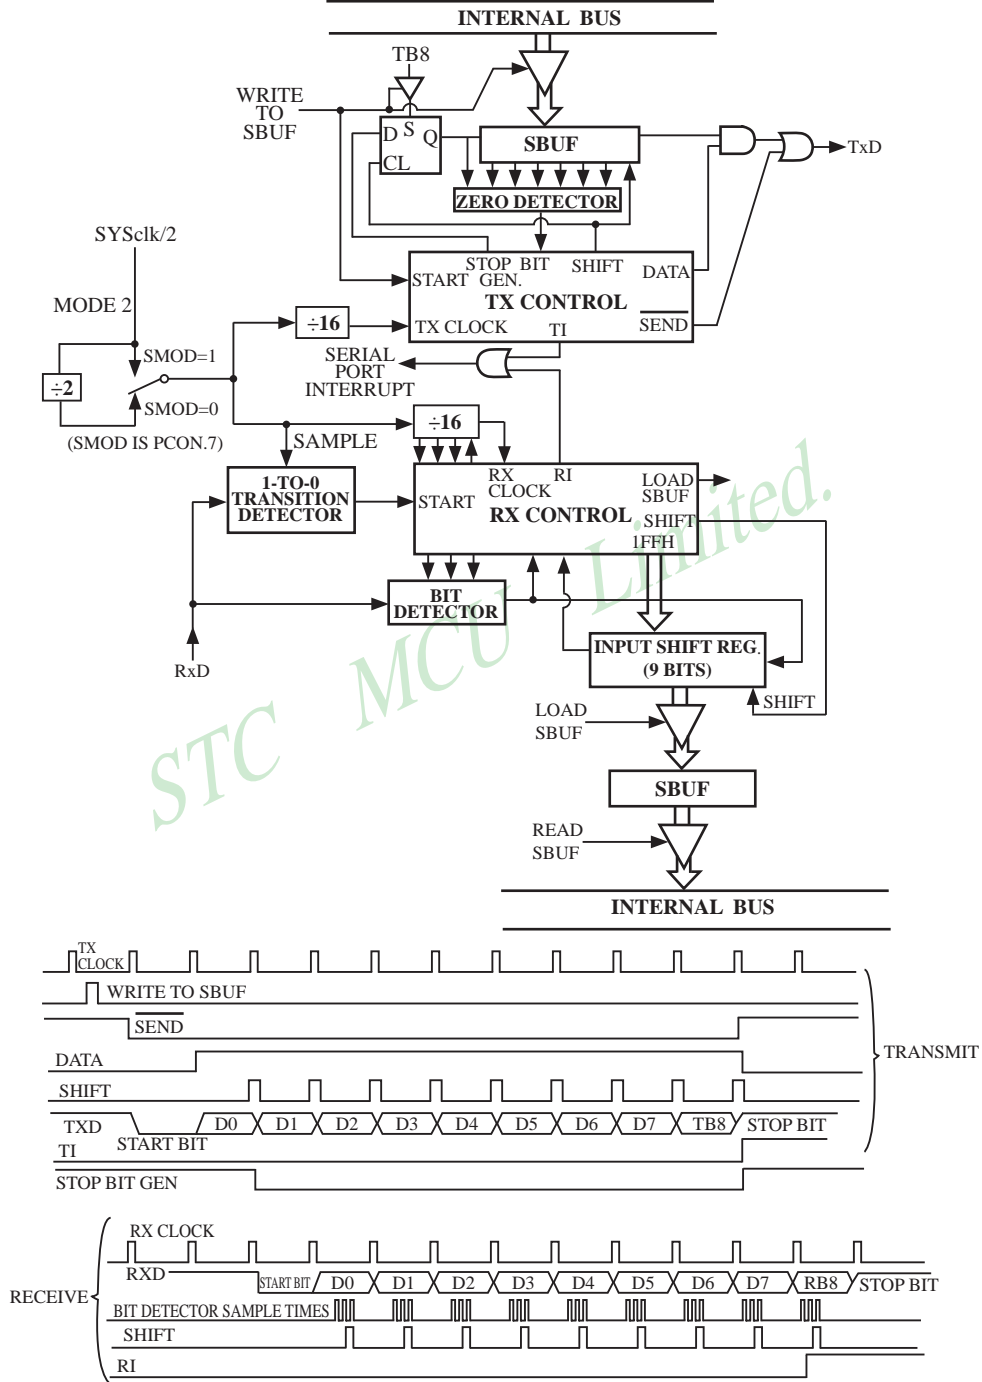 INTERNAL BUS
TB8
WRITE
TO
SBUF
D S Q
CL
SBUF
TxD
ZERO DETECTOR
SYSclk/2
STOP BIT SHIFT
START GEN.
DATA
TX CONTROL
MODE 2
÷16
TX CLOCK TI
SEND
SERIAL
PORT
INTERRUPT
SMOD=1
÷2
SMOD=0
(SMOD IS PCON.7)
SAMPLE
÷16
1-TO-0
TRANSITION
DETECTOR
START
RX
CLOCK
RI
RX CONTROL
LOAD
SBUF
SHIFT
1FFH
BIT
DETECTOR
RxD
INPUT SHIFT REG.
(9 BITS)
SHIFT
LOAD
SBUF
SBUF
READ
SBUF
INTERNAL BUS
STC MCU Limited.
TX
CLOCK
WRITE TO SBUF
SEND
DATA
TRANSMIT
SHIFT
TXD
START BIT
D0 D1 D2 D3 D4 D5 D6 D7 TB8 STOP BIT
TI
STOP BIT GEN
RX CLOCK
RXD
START BIT D0 D1 D2 D3 D4 D5 D6 D7 RB8 STOP BIT
RECEIVE
BIT DETECTOR SAMPLE TIMES
SHIFT
RI